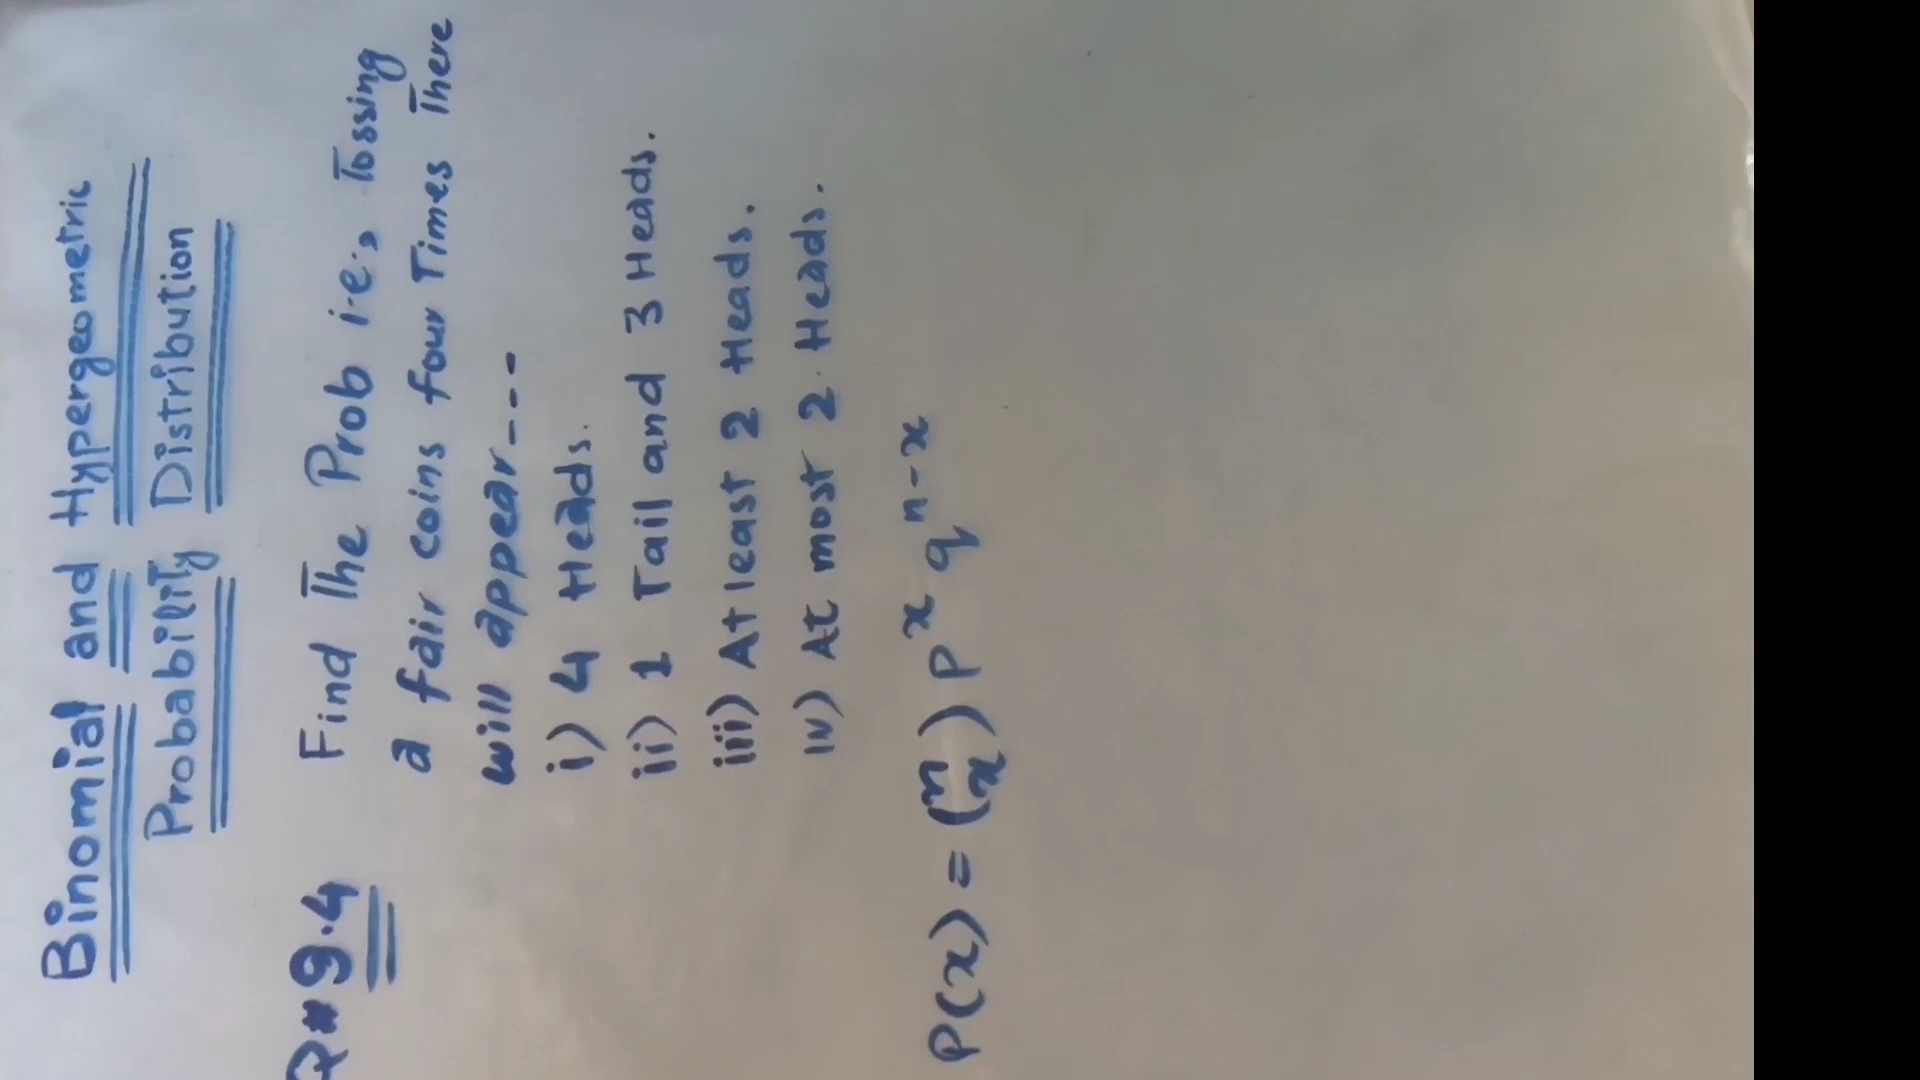 Binomial and Hypergeometric
Probability Distribution
Q# 9.4 Find The Prob i.e., Tossing
a fair coins four Times There
will appear----
i) 4 Heads.
ii) 1 Tail and 3 Heads.
iii) At least 2 Heads.
iv) At most 2 Heads.
P(x) = (n x) p^x q^n-x